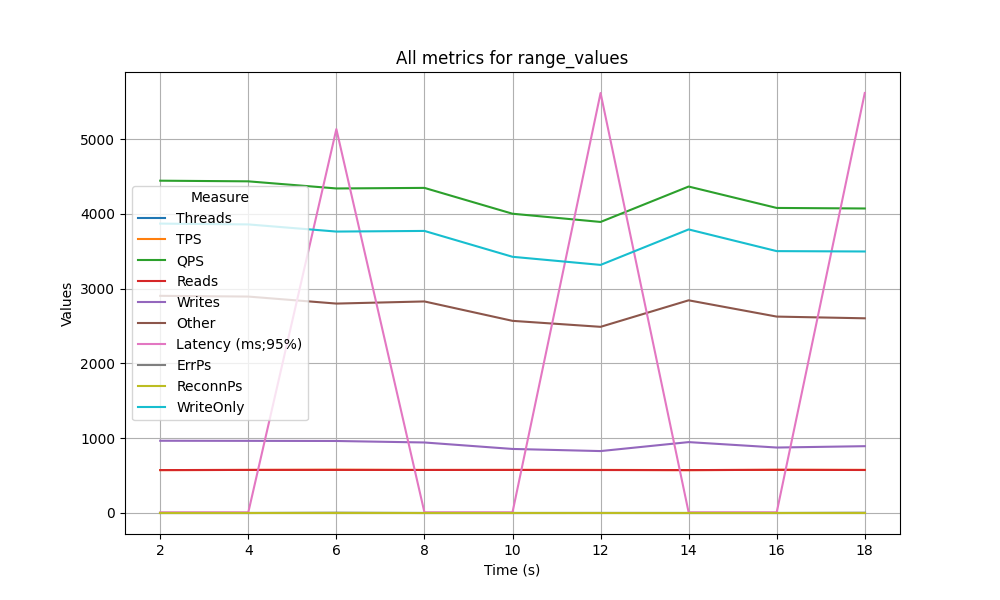 All metrics for range_values
Values
5000
4000
3000
2000
1000
0
Measure
Threads
TPS
QPS
Reads
Writes
Other
Latency (ms;95%)
ErrPs
ReconnPs
WriteOnly
2 4 6 8 10 12 14 16 18
Time (s)